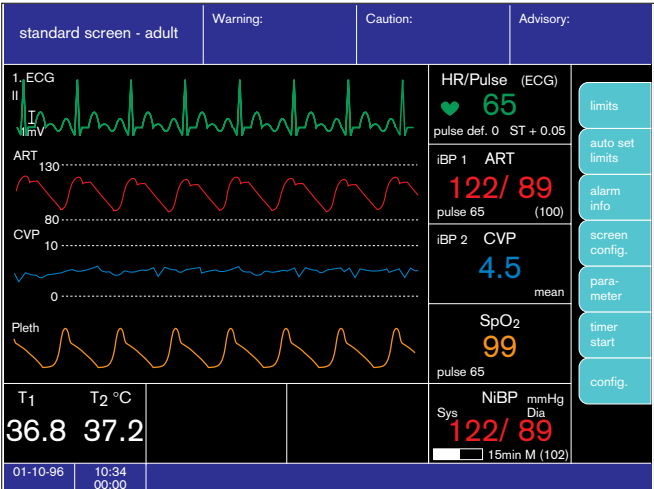 standard screen - adult
Warning:
Caution:
Advisory:
1. ECG
II
1mV
ART
130
80
CVP
10
0
Pleth
HR/Pulse (ECG)
65
pulse def. 0 ST + 0.05
iBP 1 ART
122/ 89
pulse 65 (100)
iBP 2 CVP
4.5
mean
SpO2
99
pulse 65
NiBP mmHg
Sys Dia
122/ 89
15min M (102)
limits
auto set
limits
alarm
info
screen
config.
para-
meter
timer
start
config.
T1 T2 °C
36.8 37.2
01-10-96 10:34
00:00